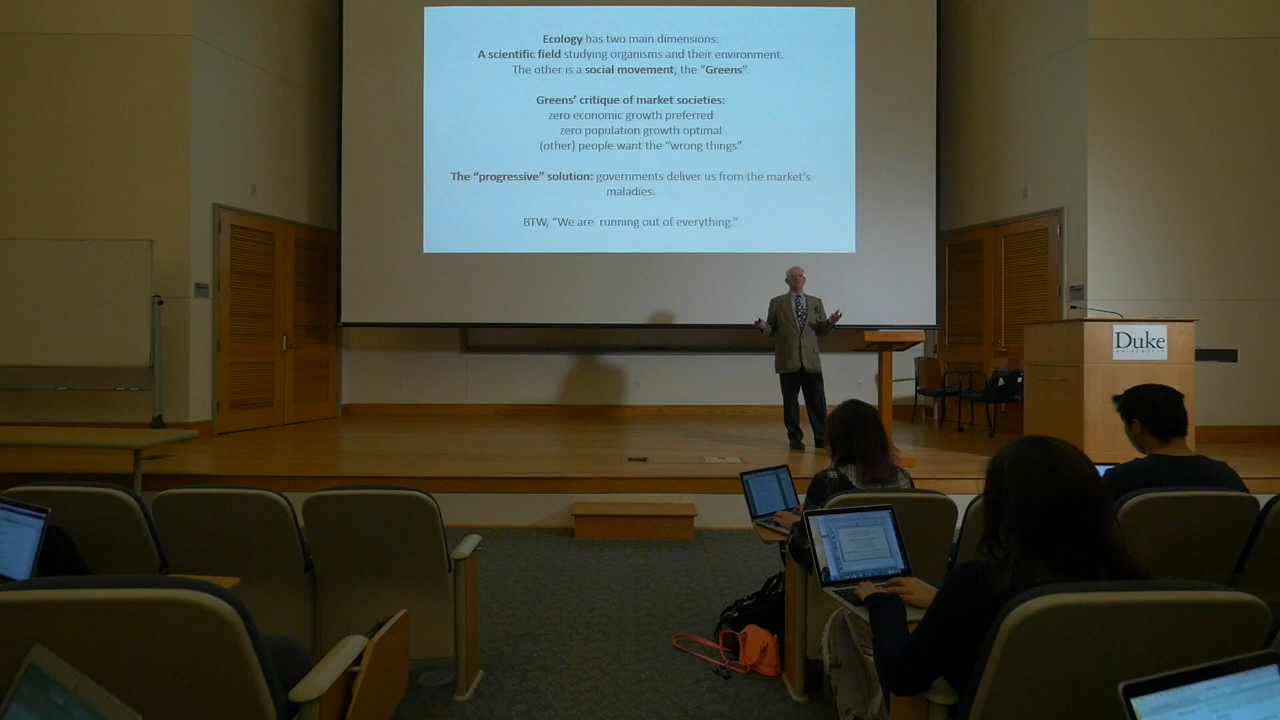 Ecology has two main dimensions:
A scientific field studying organisms and their environment.
The other is a social movement, the “Greens”.
Greens’ critique of market societies:
zero economic growth preferred
zero population growth optimal
(other) people want the “wrong things”
The “progressive” solution: governments deliver us from the market's
maladies.
BTW, “We are running out of everything.”
Duke
UNIVERSITY